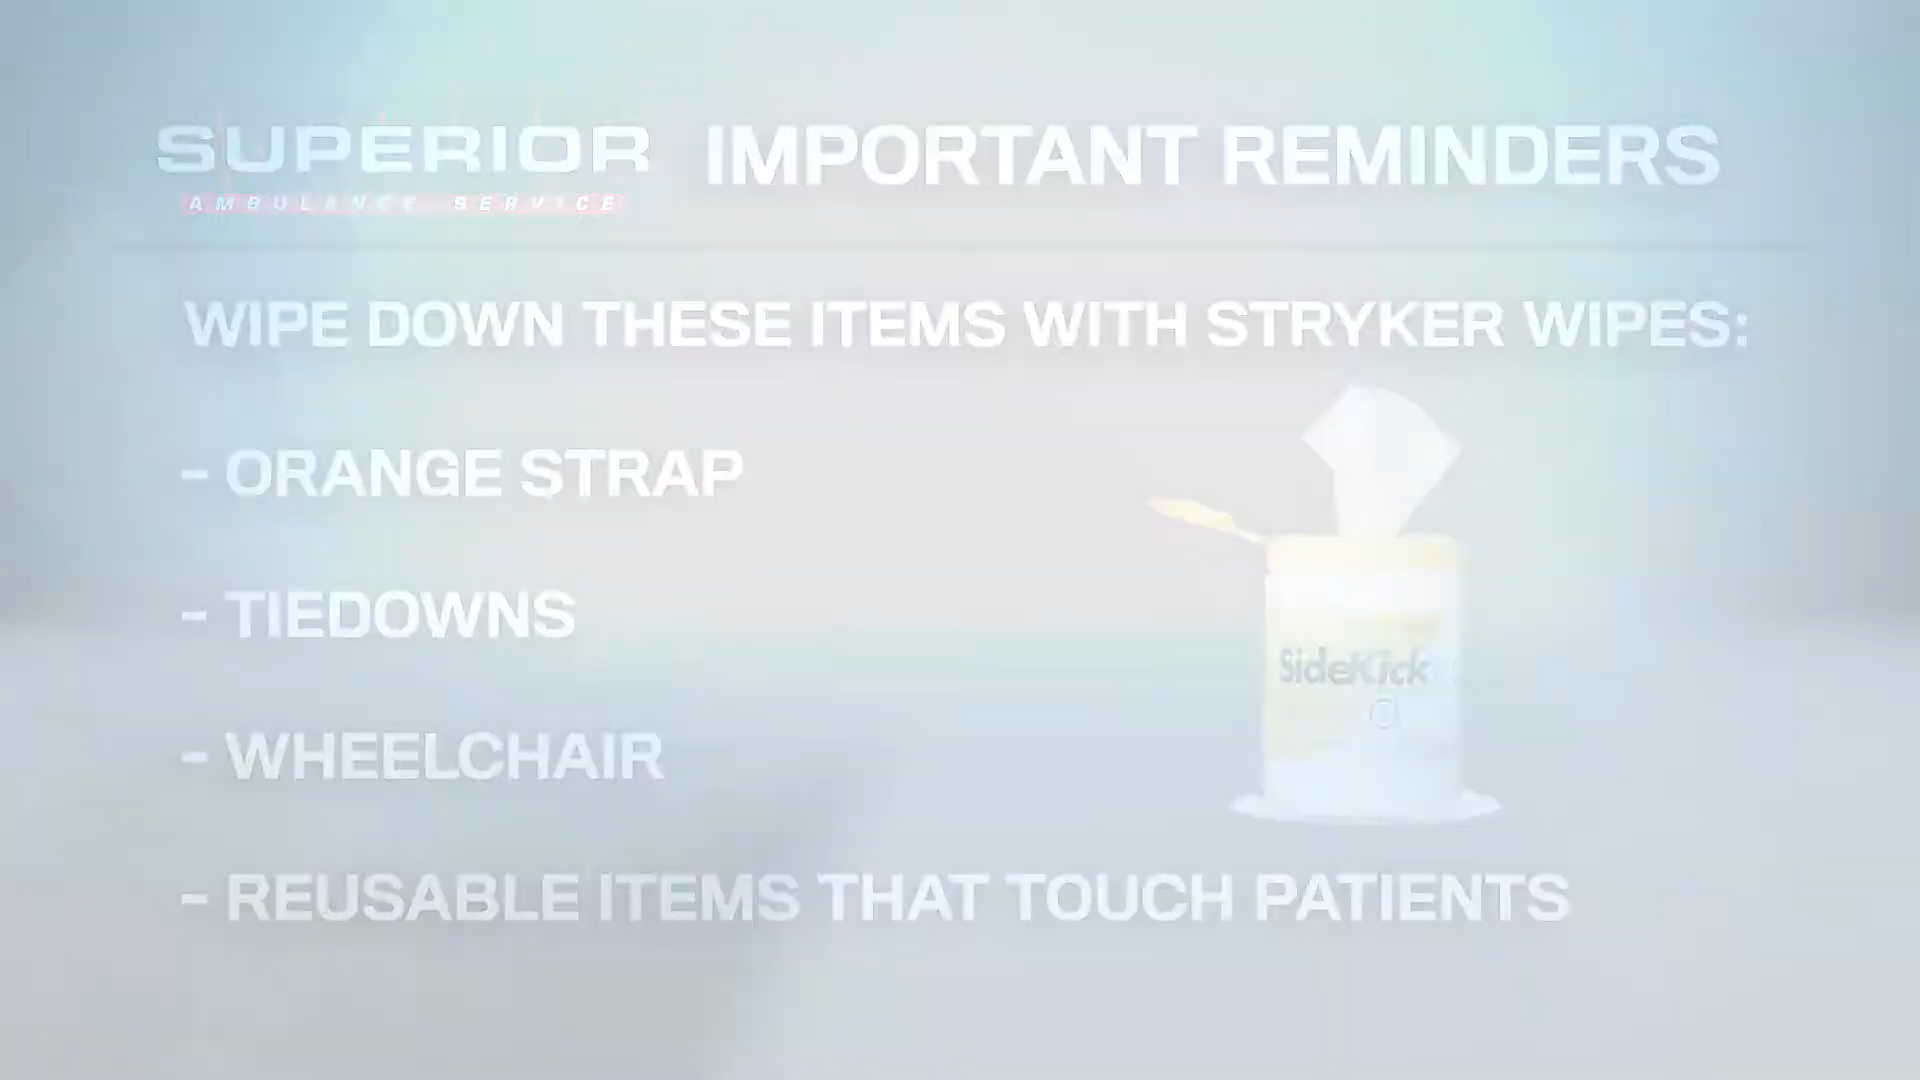 SUPERIOR IMPORTANT REMINDERS
AMBULANCE SERVICE
WIPE DOWN THESE ITEMS WITH STRYKER WIPES:
- ORANGE STRAP
- TIEDOWNS
- WHEELCHAIR
- REUSABLE ITEMS THAT TOUCH PATIENTS
SideKick